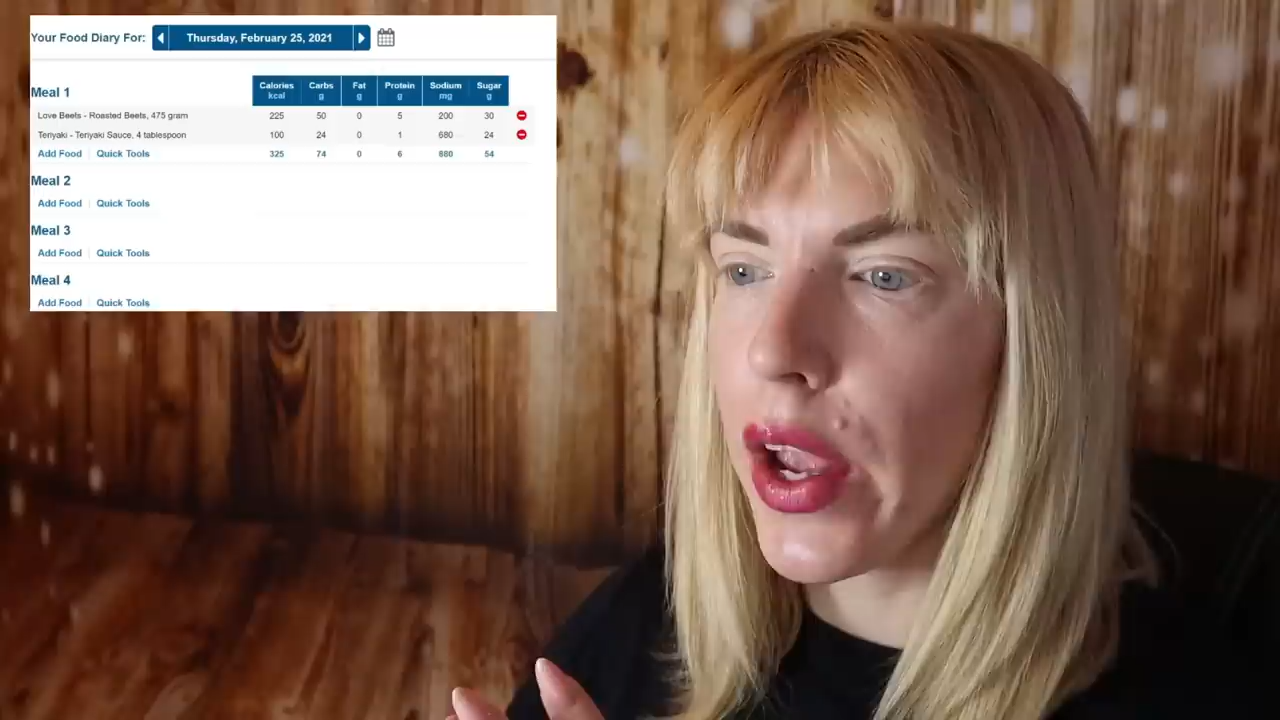 Your Food Diary For: Thursday, February 25, 2021
Calories Carbs Fat Protein Sodium Sugar
Meal 1 kcal g g g mg g
Love Beets - Roasted Beets, 475 gram 225 50 0 5 200 30
Teriyaki - Teriyaki Sauce, 4 tablespoon 100 24 0 1 680 24
Add Food Quick Tools 325 74 0 6 880 54
Meal 2
Add Food Quick Tools
Meal 3
Add Food Quick Tools
Meal 4
Add Food Quick Tools